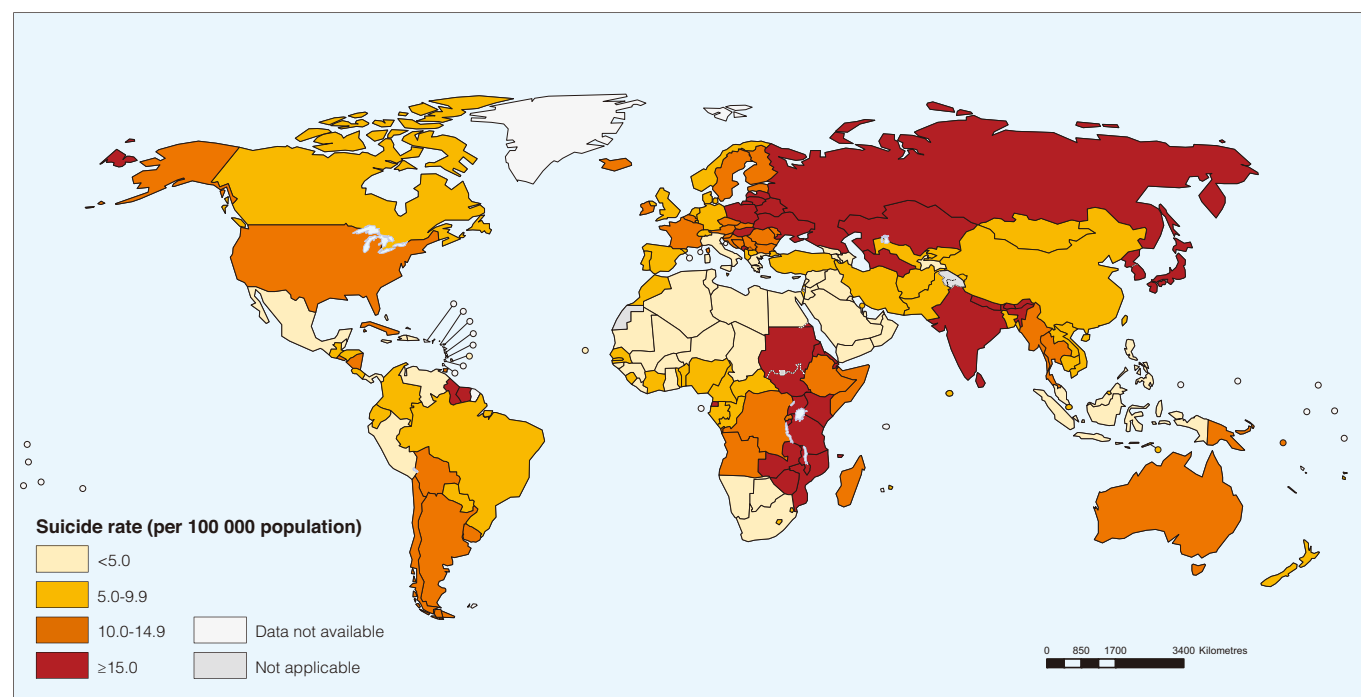 Suicide rate (per 100 000 population)
<5.0
5.0-9.9
10.0-14.9
≥15.0
Data not available
Not applicable
0 850 1700 3400 Kilometres